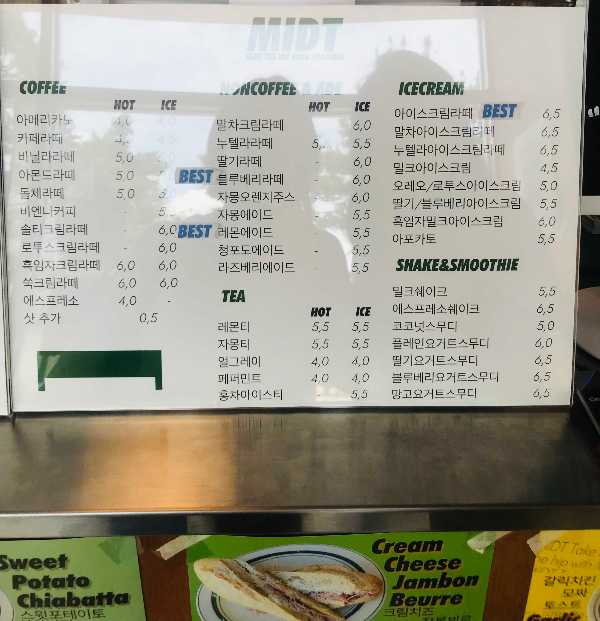 MIDT
COFFEE
HOT ICE
아메리카노 4,0 4,0
카페라떼 4,5
바닐라라떼 5,0
아몬드라떼 5,0
돌체라떼 5,0
비엔나커피 - 5,5
솔티크림라떼 - 6,0
로투스크림라떼 - 6,0
흑임자크림라떼 6,0 6,0
쑥크림라떼 6,0 6,0
에스프레소 4,0 -
샷 추가 0,5
NONCOFFEE & ADE
HOT ICE
말차크림라떼 6,0
누텔라라떼 5,5 5,5
딸기라떼 - 6,0
BEST 블루베리라떼 - 6,0
자몽오렌지주스 - 6,0
자몽에이드 - 5,5
BEST 레몬에이드 5,5
청포도에이드 - 5,5
라즈베리에이드 5,5
TEA
HOT ICE
레몬티 5,5 5,5
자몽티 5,5 5,5
얼그레이 4,0 4,0
페퍼민트 4,0 4,0
홍차아이스티 - 5,5
ICECREAM
아이스크림라떼 BEST 6,5
말차아이스크림라떼 6,5
누텔라아이스크림라떼 6,5
밀크아이스크림 4,5
오레오/로투스아이스크림 5,0
딸기/블루베리아이스크림 5,5
흑임자밀크아이스크림 6,0
아포카토 5,5
SHAKE&SMOOTHIE
밀크쉐이크 5,5
에스프레소쉐이크 6,5
코코넛스무디 5,0
플레인요거트스무디 6,0
딸기요거트스무디 6,5
블루베리요거트스무디 6,5
망고요거트스무디 6,5
Sweet
Potato
Chiabatta
스윗포테이토
Cream
Cheese
Jambon
Beurre
크림치즈
잠봉뵈르
갈릭치킨
모짜
토스트
Garlic